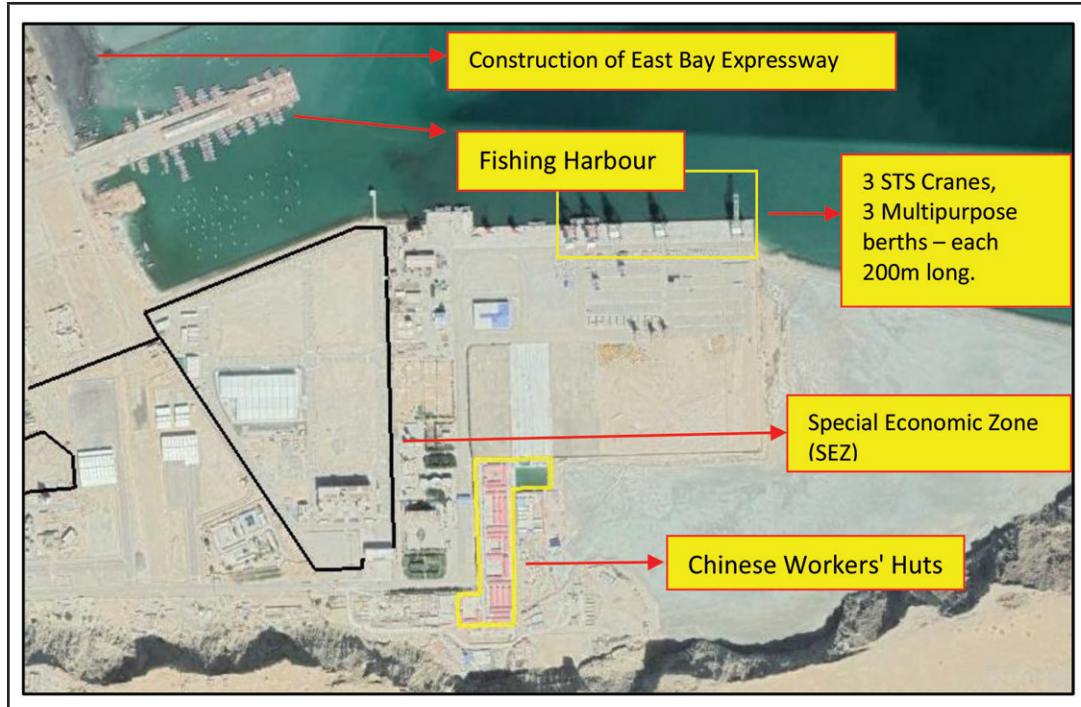 Construction of East Bay Expressway
Fishing Harbour
3 STS Cranes,
3 Multipurpose
berths – each
200m long.
Special Economic Zone
(SEZ)
Chinese Workers' Huts